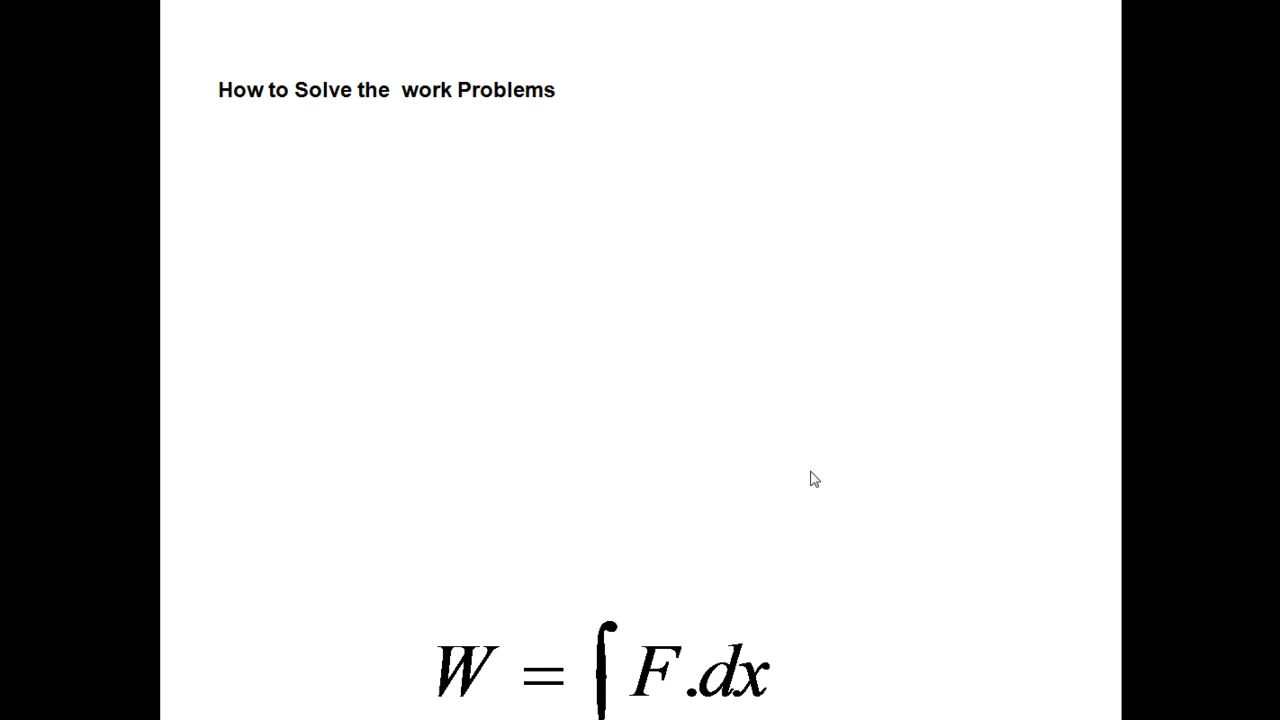 How to Solve the  work Problems
W = ∫ F.dx